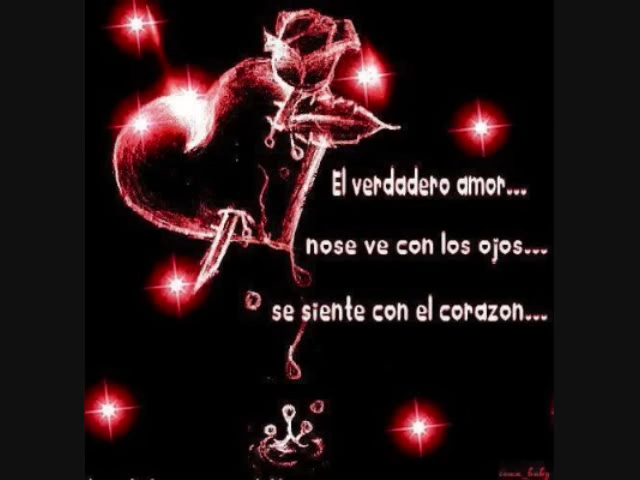 El verdadero amor...
nose ve con los ojos...
se siente con el corazon...